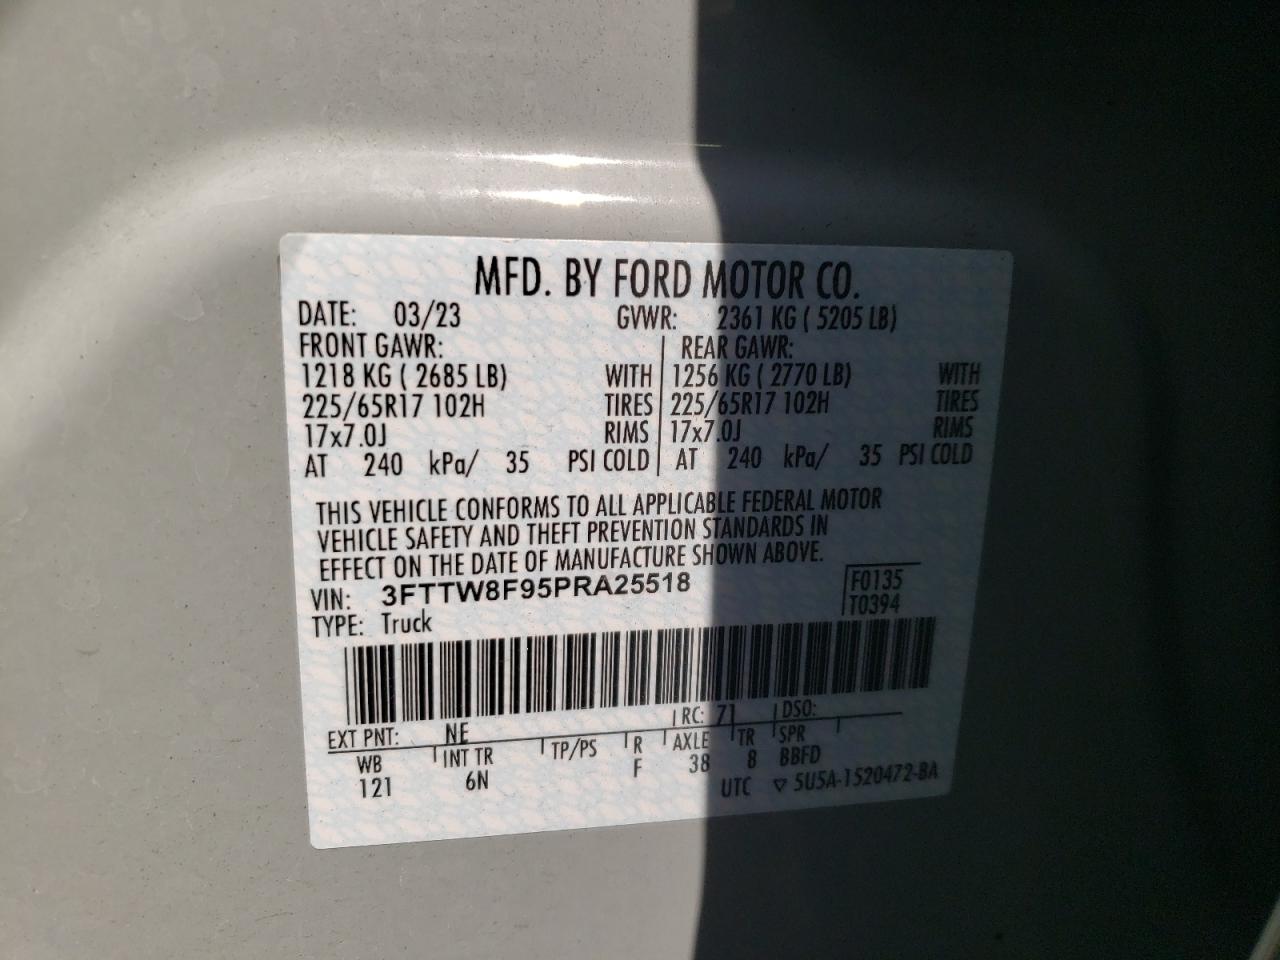 MFD. BY FORD MOTOR CO.
DATE: 03/23 GVWR: 2361 KG ( 5205 LB)
FRONT GAWR: REAR GAWR:
1218 KG ( 2685 LB) WITH 1256 KG ( 2770 LB) WITH
225/65R17 102H TIRES 225/65R17 102H TIRES
17x7.0J RIMS 17x7.0J RIMS
AT 240 kPa/ 35 PSI COLD AT 240 kPa/ 35 PSI COLD
THIS VEHICLE CONFORMS TO ALL APPLICABLE FEDERAL MOTOR
VEHICLE SAFETY AND THEFT PREVENTION STANDARDS IN
EFFECT ON THE DATE OF MANUFACTURE SHOWN ABOVE.
VIN: 3FTTW8F95PRA25518 F0135
TYPE: Truck T0394
EXT PNT: NE RC: 71 DSO:
WB INT TR TP/PS R AXLE TR SPR
121 6N F 38 8 BBFD
UTC ▽ 5U5A-1520472-BA